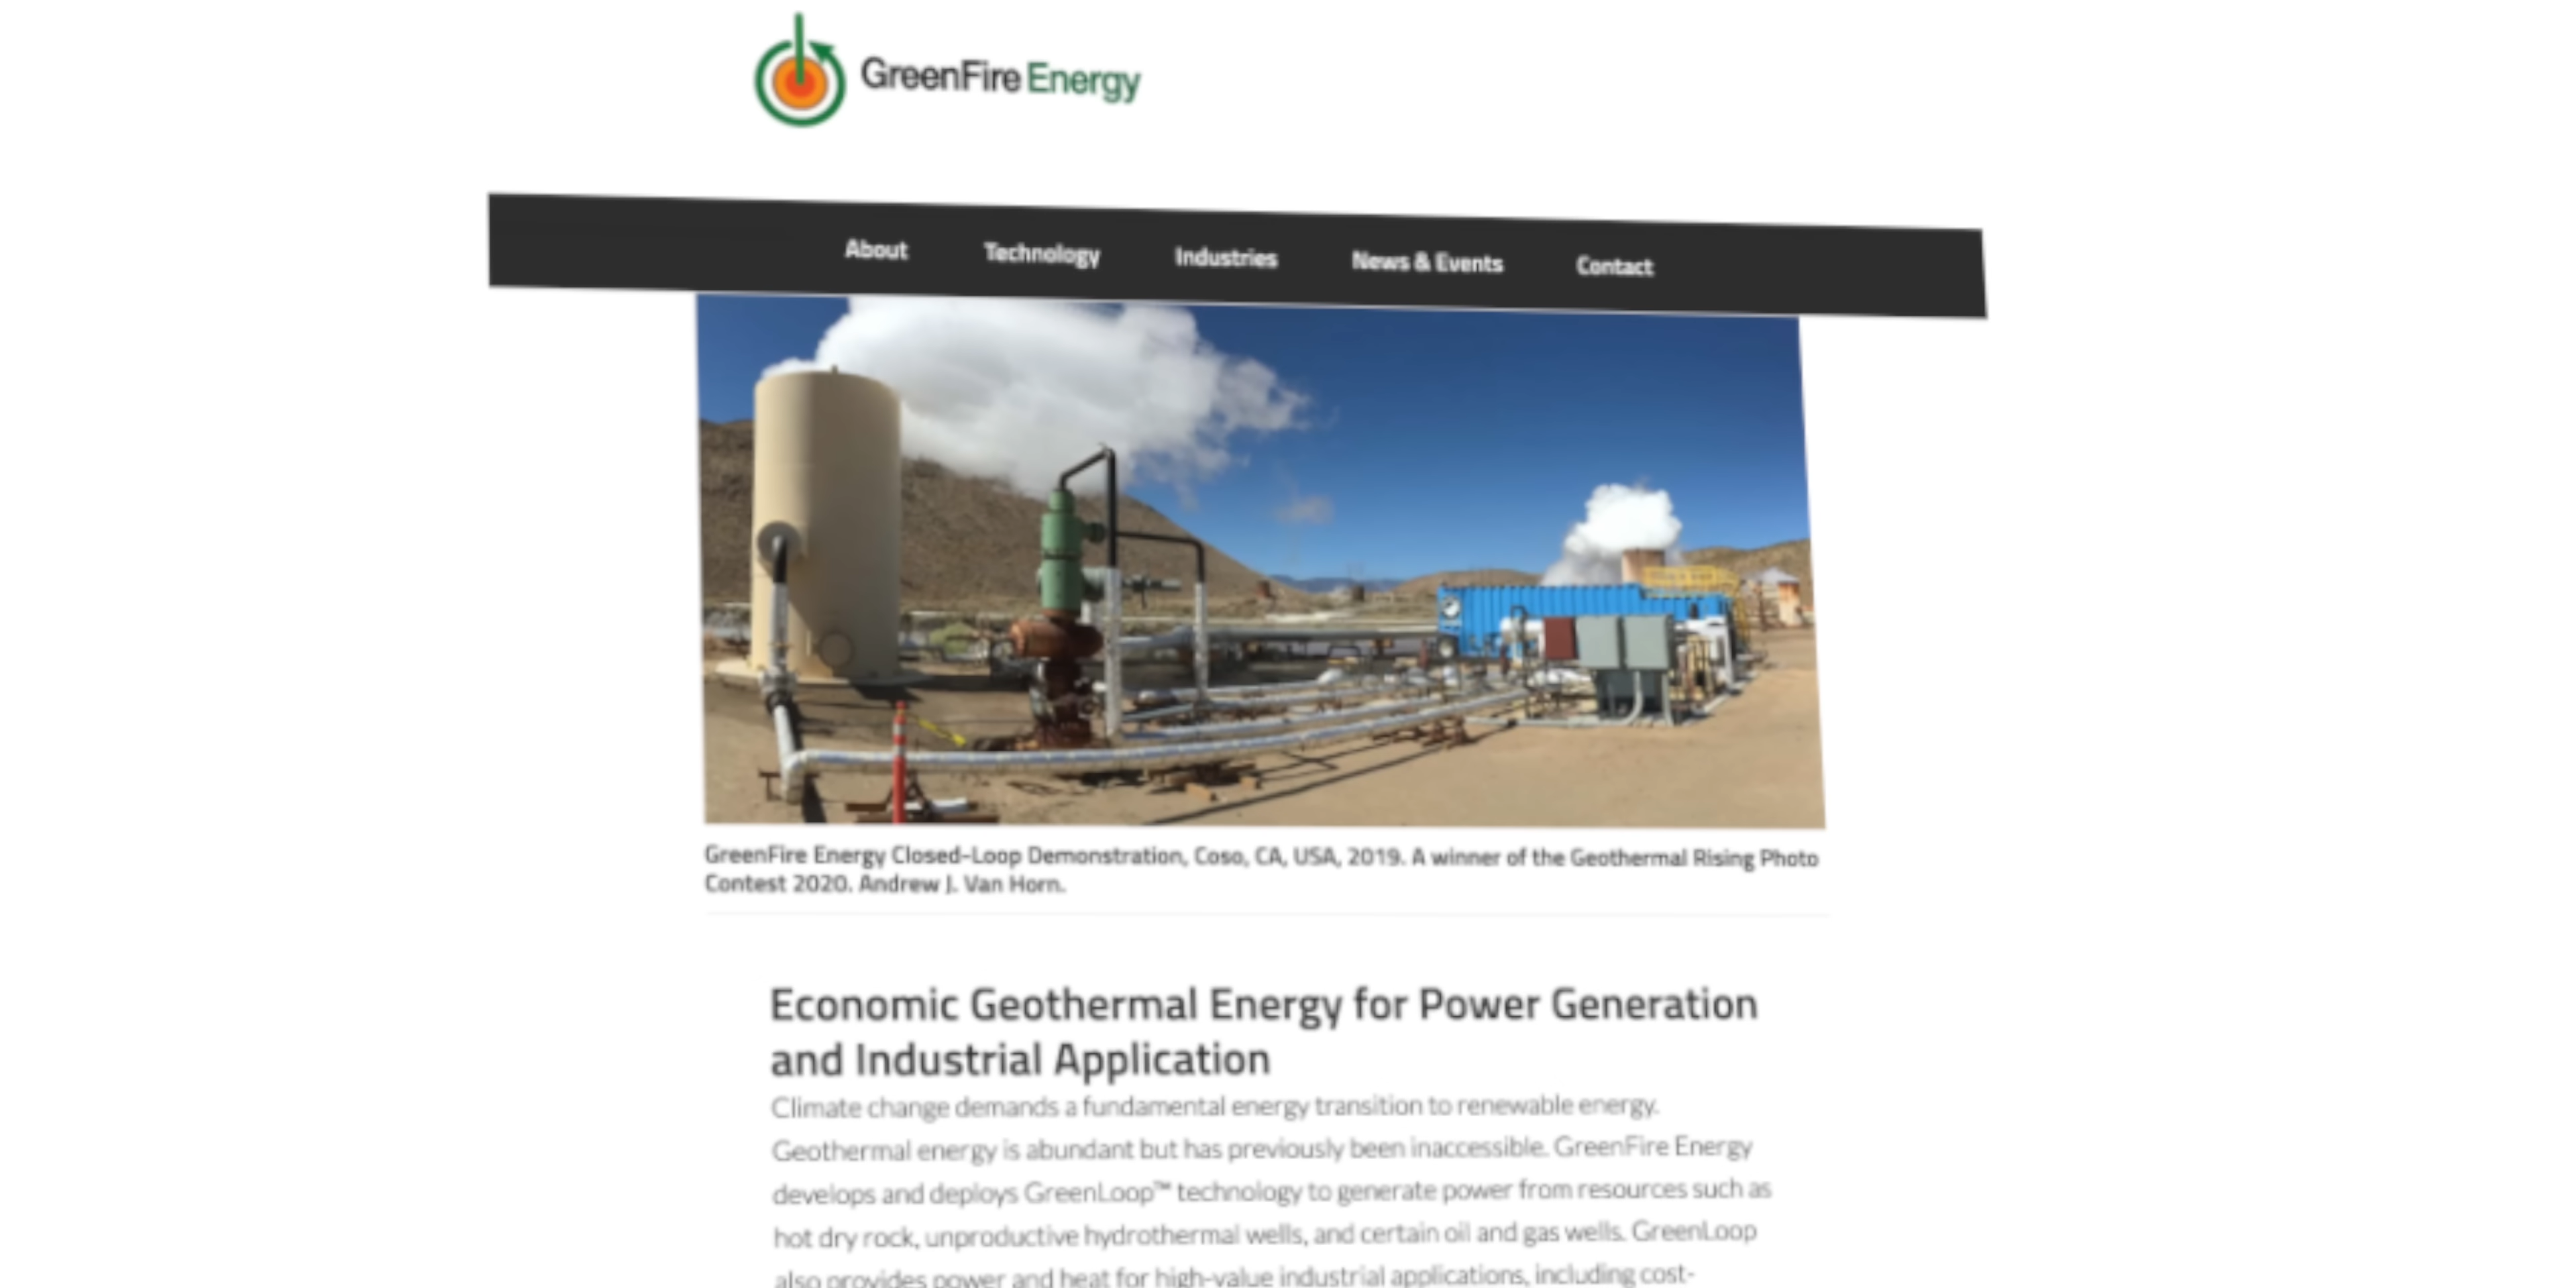 GreenFire Energy
About Technology Industries News & Events Contact
GreenFire Energy Closed-Loop Demonstration, Coso, CA, USA, 2019. A winner of the Geothermal Rising Photo
Contest 2020. Andrew J. Van Horn.
Economic Geothermal Energy for Power Generation
and Industrial Application
Climate change demands a fundamental energy transition to renewable energy.
Geothermal energy is abundant but has previously been inaccessible. GreenFire Energy
develops and deploys GreenLoop™ technology to generate power from resources such as
hot dry rock, unproductive hydrothermal wells, and certain oil and gas wells. GreenLoop
also provides power and heat for high-value industrial applications, including cost-